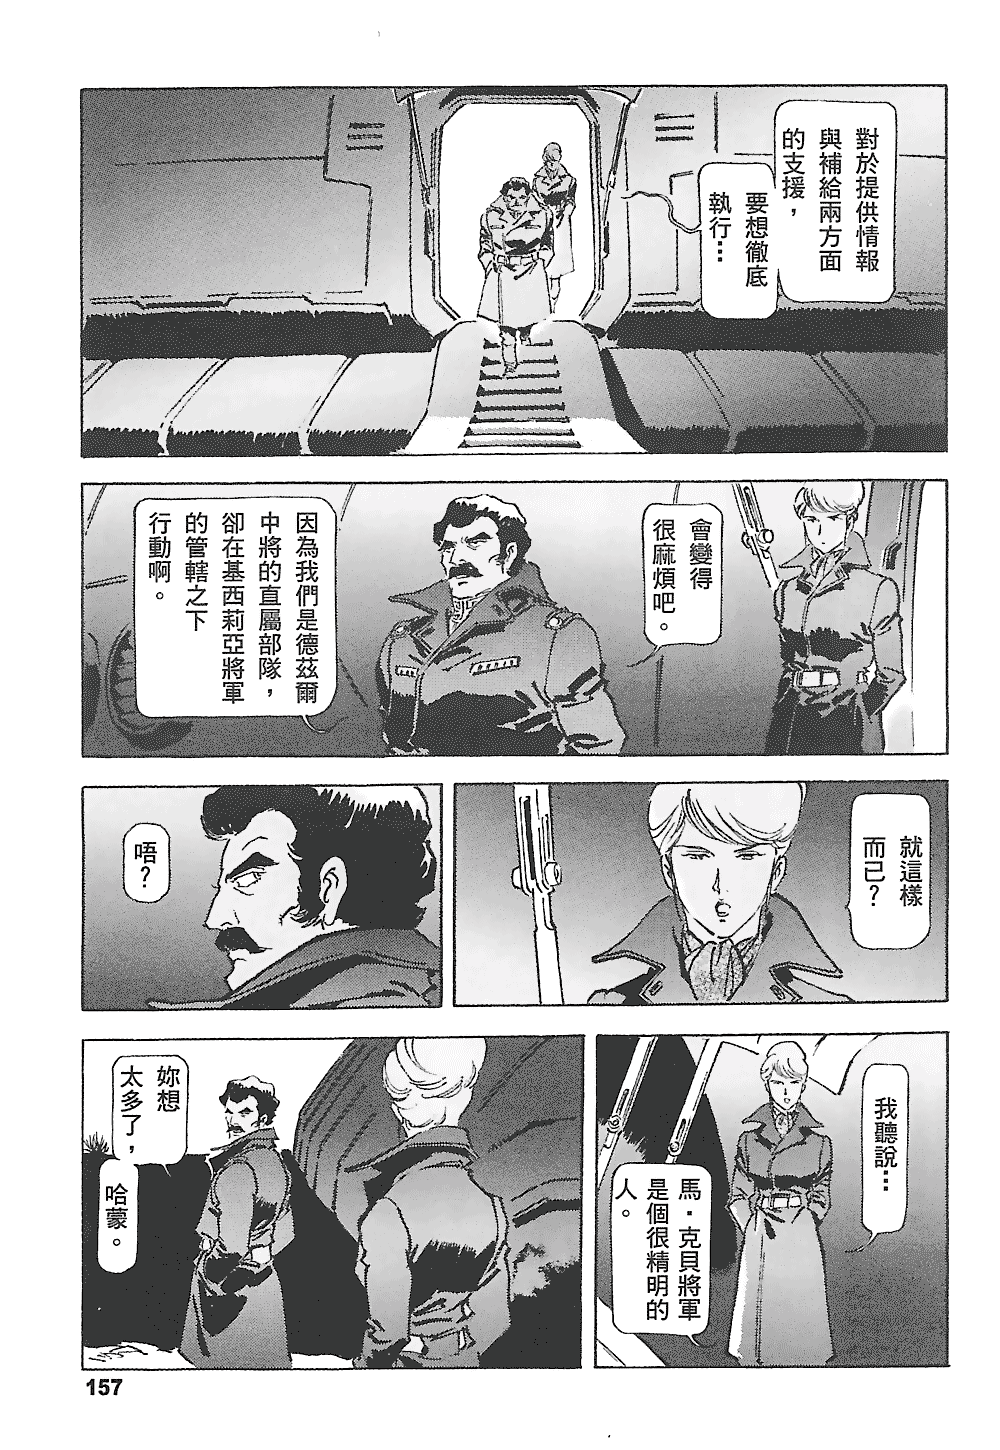 對於提供情報
與補給兩方面
的支援，
要想徹底
執行…
會變得
很麻煩吧。
因為我們是德茲爾
中將的直屬部隊，
卻在基西莉亞將軍
的管轄之下
行動啊。
就這樣
而已？
唔？
我聽說…
馬．克貝將軍
是個很精明的
人。
妳想
太多了，
哈蒙。
157